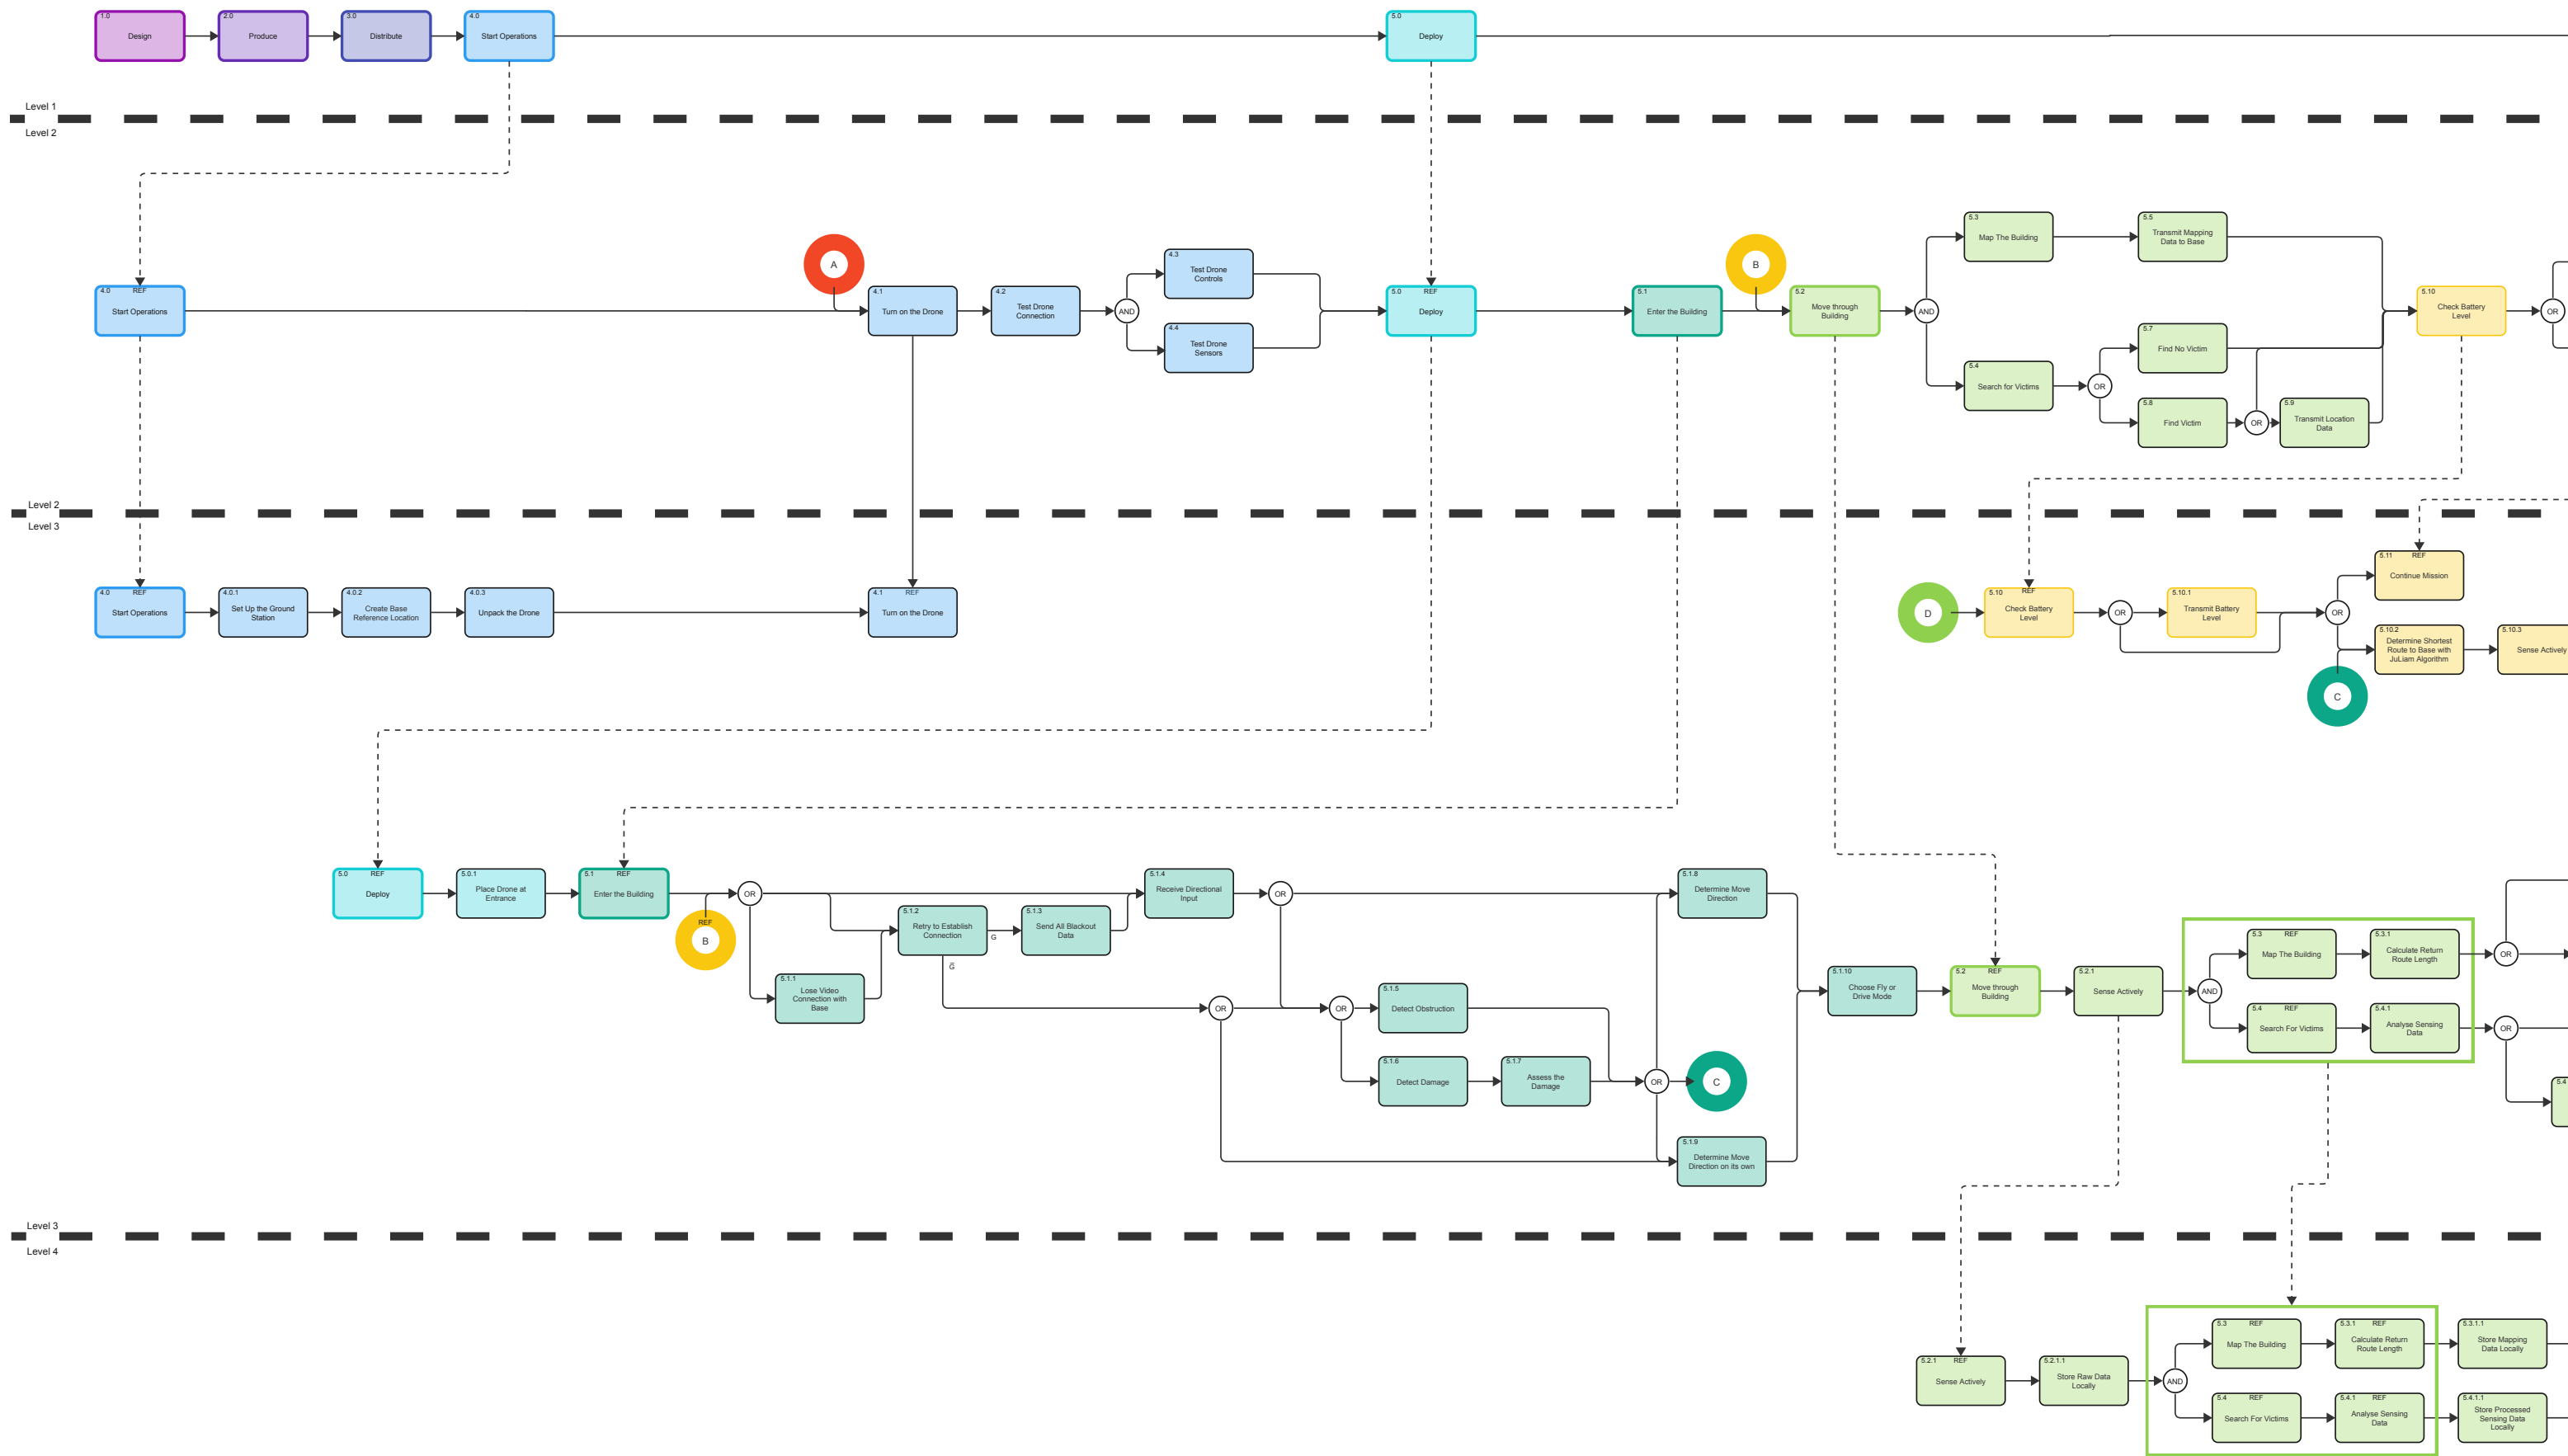 1.0
Design
2.0
Produce
3.0
Distribute
4.0
Start Operations
5.0
Deploy
Level 1
Level 2
A
B
4.0 REF
Start Operations
4.1
Turn on the Drone
4.2
Test Drone
Connection
AND
4.3
Test Drone
Controls
4.4
Test Drone
Sensors
5.0 REF
Deploy
5.1
Enter the Building
5.2
Move through
Building
AND
5.3
Map The Building
5.5
Transmit Mapping
Data to Base
5.4
Search for Victims
OR
5.7
Find No Victim
5.8
Find Victim
OR
5.9
Transmit Location
Data
5.10
Check Battery
Level
OR
Level 2
Level 3
4.0 REF
Start Operations
4.0.1
Set Up the Ground
Station
4.0.2
Create Base
Reference Location
4.0.3
Unpack the Drone
4.1 REF
Turn on the Drone
D
5.10 REF
Check Battery
Level
OR
5.10.1
Transmit Battery
Level
OR
5.11 REF
Continue Mission
5.10.2
Determine Shortest
Route to Base with
JuLiam Algorithm
5.10.3
Sense Actively
C
5.0 REF
Deploy
5.0.1
Place Drone at
Entrance
5.1 REF
Enter the Building
REF
B
OR
5.1.1
Lose Video
Connection with
Base
5.1.2
Retry to Establish
Connection
G
G̅
5.1.3
Send All Blackout
Data
5.1.4
Receive Directional
Input
OR
OR
OR
5.1.5
Detect Obstruction
5.1.6
Detect Damage
5.1.7
Assess the
Damage
OR
C
5.1.8
Determine Move
Direction
5.1.9
Determine Move
Direction on its own
5.1.10
Choose Fly or
Drive Mode
5.2 REF
Move through
Building
5.2.1
Sense Actively
AND
5.3 REF
Map The Building
5.3.1
Calculate Return
Route Length
OR
5.4 REF
Search For Victims
5.4.1
Analyse Sensing
Data
OR
5.4
Level 3
Level 4
5.2.1 REF
Sense Actively
5.2.1.1
Store Raw Data
Locally
AND
5.3 REF
Map The Building
5.3.1 REF
Calculate Return
Route Length
5.3.1.1
Store Mapping
Data Locally
5.4 REF
Search For Victims
5.4.1 REF
Analyse Sensing
Data
5.4.1.1
Store Processed
Sensing Data
Locally